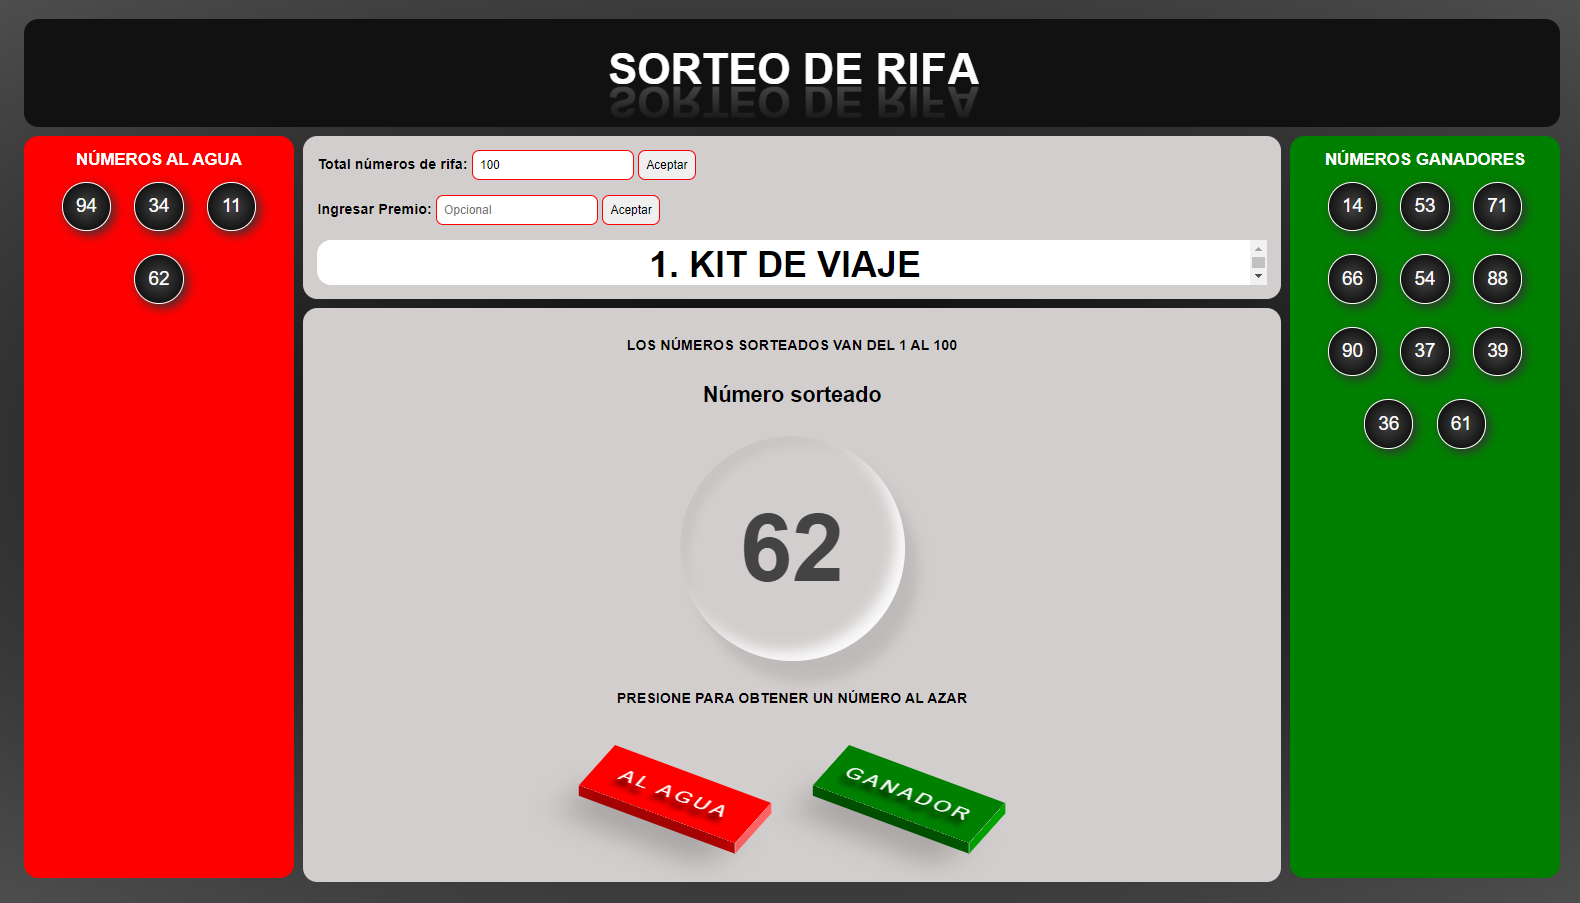 SORTEO DE RIFA
NÚMEROS AL AGUA
94 34 11
62
Total números de rifa: 100 Aceptar
Ingresar Premio: Opcional Aceptar
1. KIT DE VIAJE
LOS NÚMEROS SORTEADOS VAN DEL 1 AL 100
Número sorteado
62
PRESIONE PARA OBTENER UN NÚMERO AL AZAR
AL AGUA
GANADOR
NÚMEROS GANADORES
14 53 71
66 54 88
90 37 39
36 61